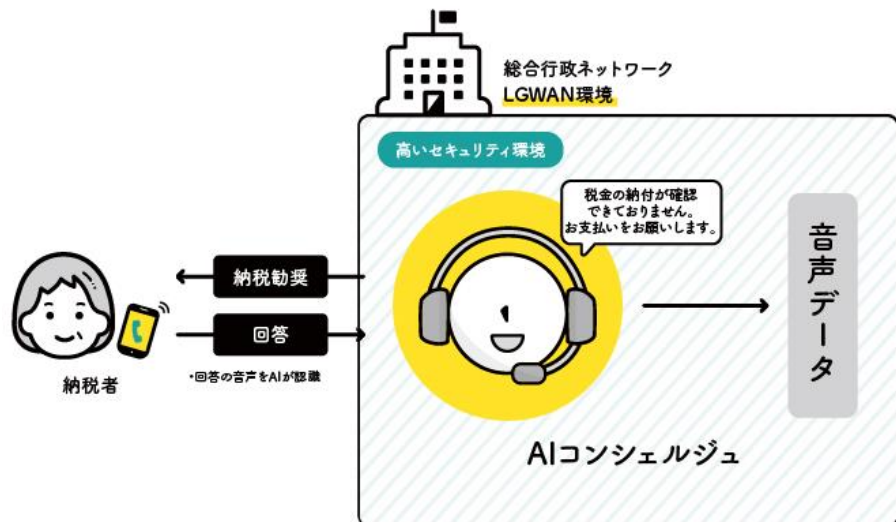 総合行政ネットワーク
LGWAN環境
高いセキュリティ環境
税金の納付が確認
できておりません。
お支払いをお願いします。
納税勧奨
回答
・回答の音声をAIが認識
納税者
AIコンシェルジュ
音声データ